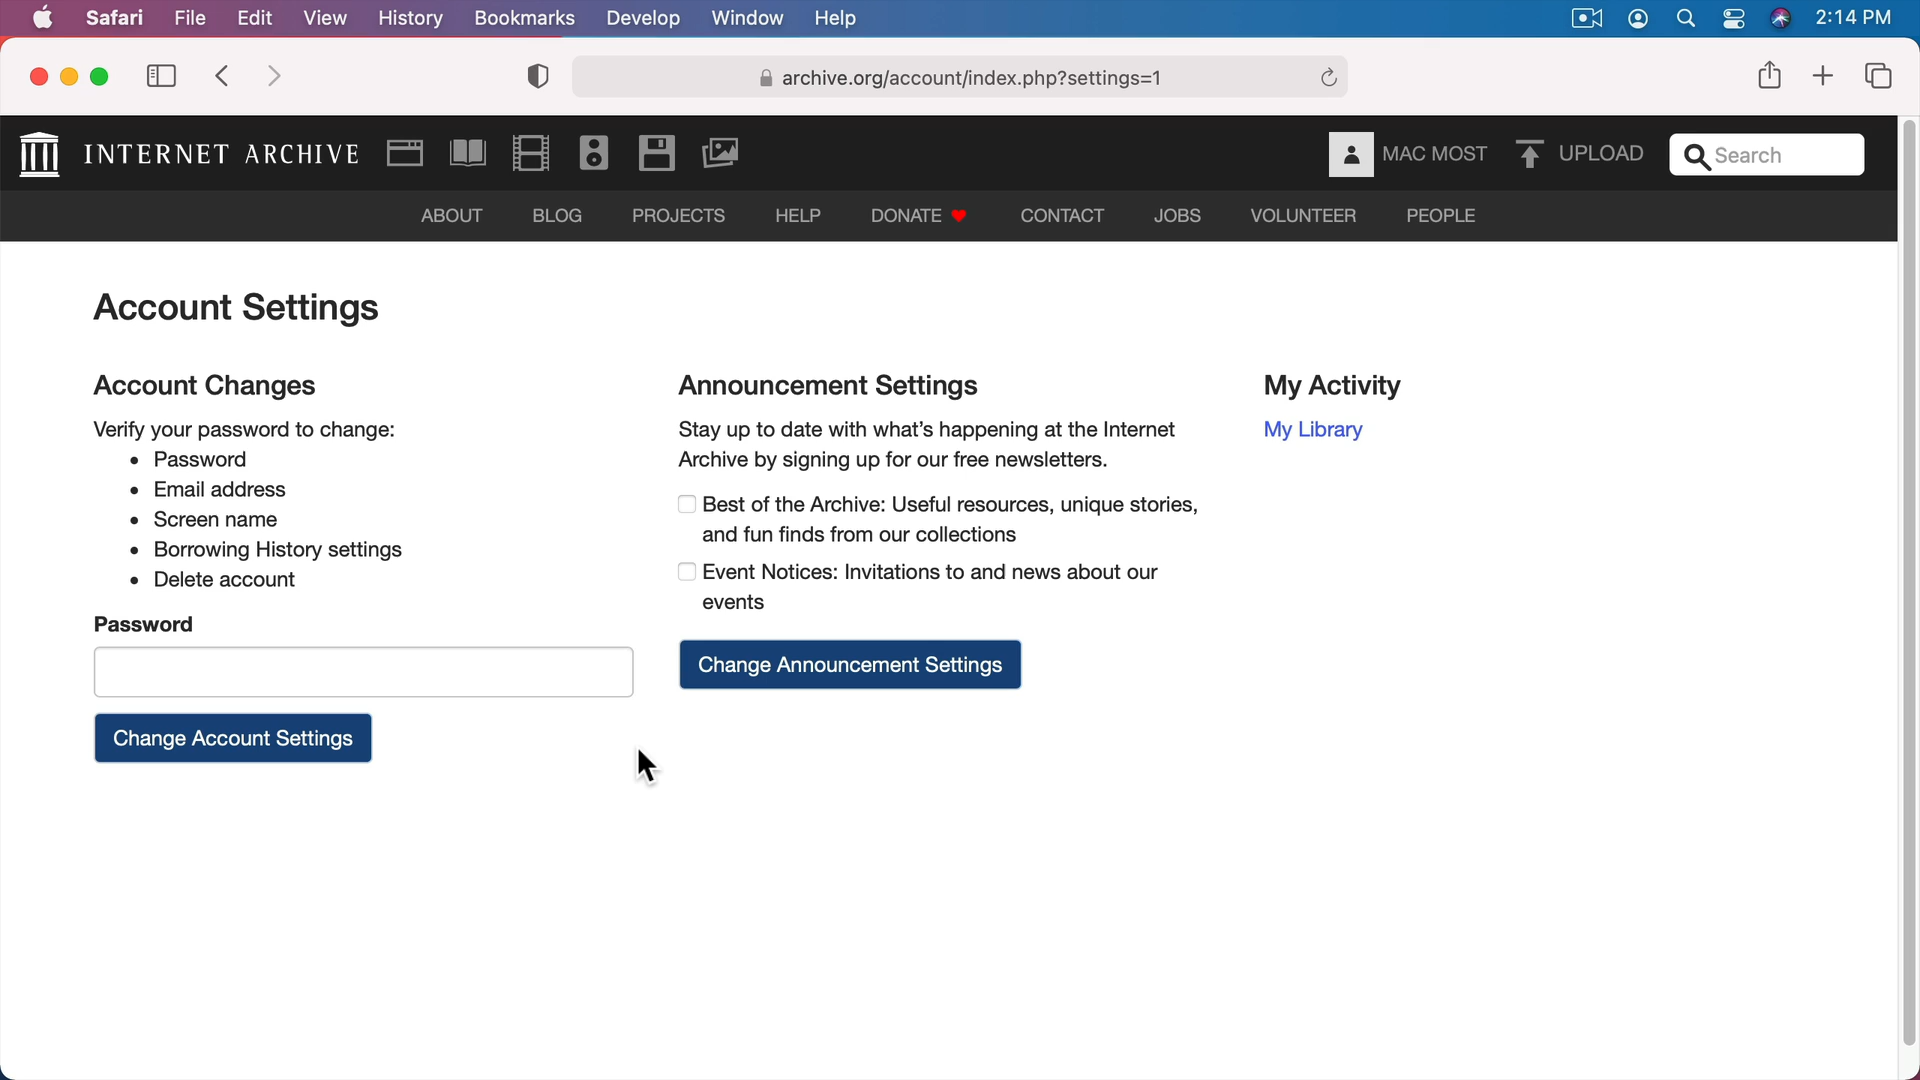 Safari File Edit View History Bookmarks Develop Window Help 2:14 PM
archive.org/account/index.php?settings=1
INTERNET ARCHIVE MAC MOST UPLOAD Search
ABOUT BLOG PROJECTS HELP DONATE CONTACT JOBS VOLUNTEER PEOPLE
Account Settings
Account Changes
Verify your password to change:
• Password
• Email address
• Screen name
• Borrowing History settings
• Delete account
Password
Change Account Settings
Announcement Settings
Stay up to date with what's happening at the Internet
Archive by signing up for our free newsletters.
Best of the Archive: Useful resources, unique stories,
and fun finds from our collections
Event Notices: Invitations to and news about our
events
Change Announcement Settings
My Activity
My Library